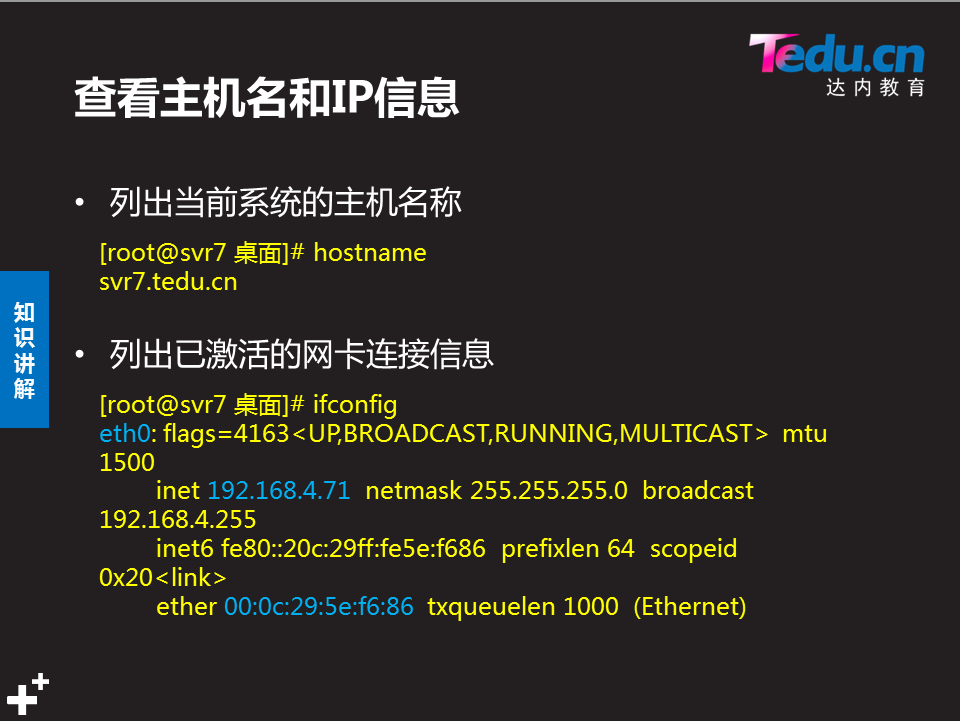 Tedu.cn
达内教育
查看主机名和IP信息
• 列出当前系统的主机名称
[root@svr7 桌面]# hostname
svr7.tedu.cn
知识讲解
• 列出已激活的网卡连接信息
[root@svr7 桌面]# ifconfig
eth0: flags=4163<UP,BROADCAST,RUNNING,MULTICAST> mtu
1500
inet 192.168.4.71 netmask 255.255.255.0 broadcast
192.168.4.255
inet6 fe80::20c:29ff:fe5e:f686 prefixlen 64 scopeid
0x20<link>
ether 00:0c:29:5e:f6:86 txqueuelen 1000 (Ethernet)